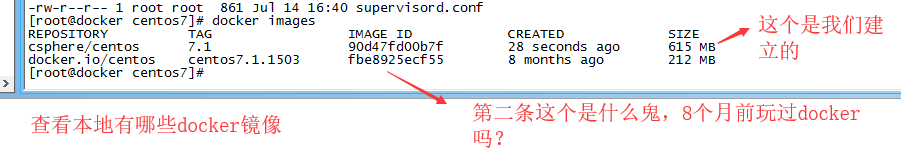 -rw-r--r-- 1 root root  861 Jul 14 16:40 supervisord.conf
[root@docker centos7]# docker images
REPOSITORY TAG IMAGE ID CREATED SIZE
csphere/centos 7.1 90d47fd00b7f 28 seconds ago 615 MB
docker.io/centos centos7.1.1503 fbe8925ecf55 8 months ago 212 MB
[root@docker centos7]#
这个是我们建
立的
查看本地有哪些docker镜像
第二条这个是什么鬼，8个月前玩过docker
吗?